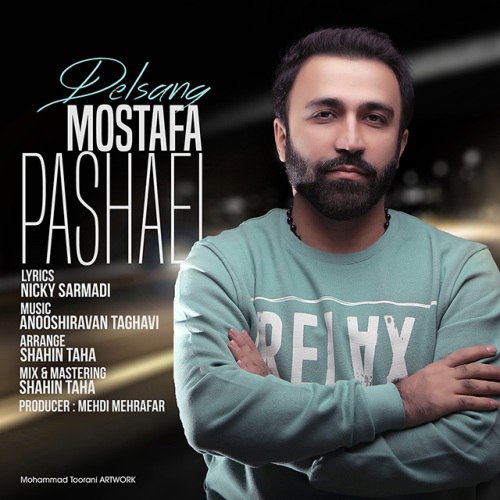 Delsang
MOSTAFA
PASHAEI
LYRICS
NICKY SARMADI
MUSIC
ANOOSHIRAVAN TAGHAVI
ARRANGE
SHAHIN TAHA
MIX & MASTERING
SHAHIN TAHA
PRODUCER : MEHDI MEHRAFAR
RELAX
Mohammad Toorani ARTWORK